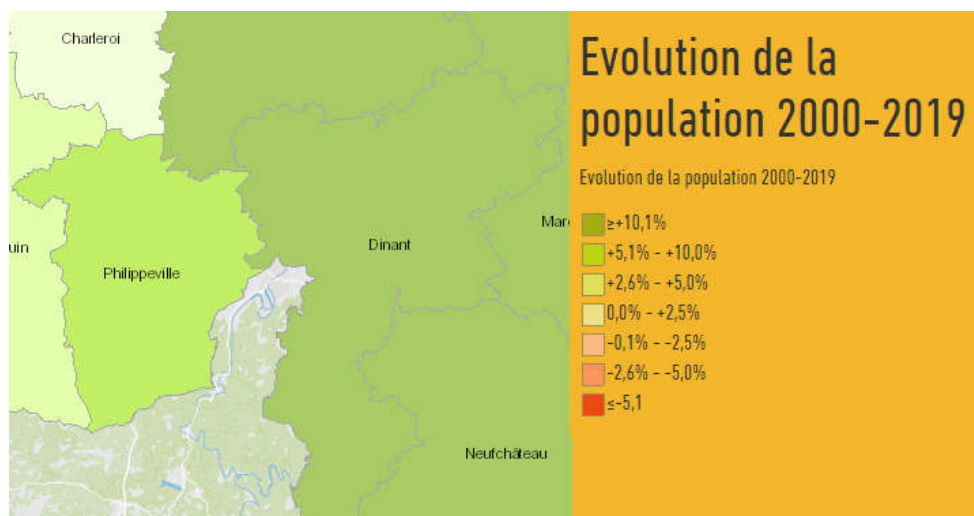 Charleroi
uin
Philippeville
Dinant
Mar
Neufchâteau
Evolution de la
population 2000-2019
Evolution de la population 2000-2019
≥+10,1%
+5,1% - +10,0%
+2,6% - +5,0%
0,0% - +2,5%
-0,1% - -2,5%
-2,6% - -5,0%
≤-5,1